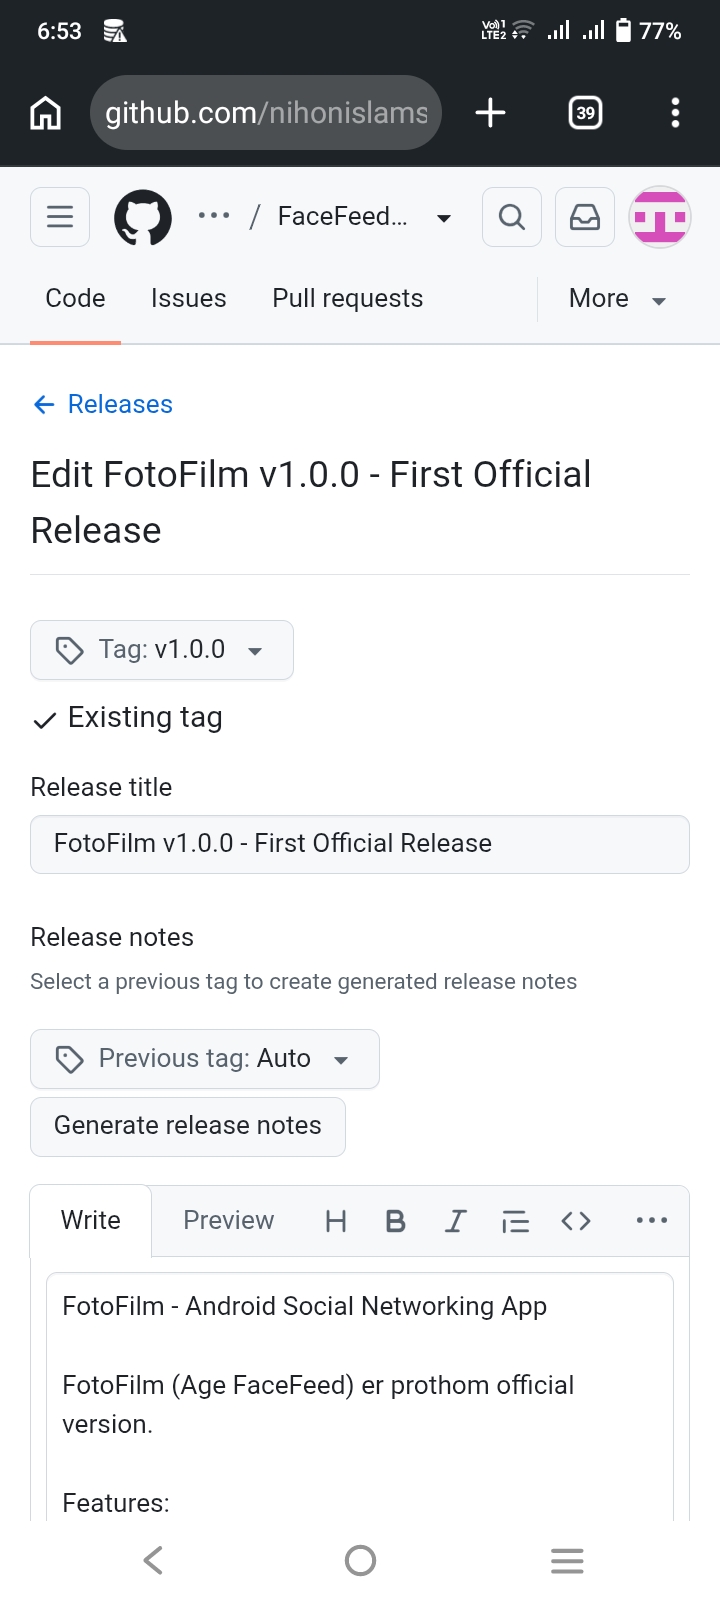 6:53
Vo) 1
LTE2
77%
github.com/nihonislams
39
/ FaceFeed...
Code
Issues
Pull requests
More
Releases
Edit FotoFilm v1.0.0 - First Official
Release
Tag: v1.0.0
Existing tag
Release title
FotoFilm v1.0.0 - First Official Release
Release notes
Select a previous tag to create generated release notes
Previous tag: Auto
Generate release notes
Write
Preview
H B I
FotoFilm - Android Social Networking App
FotoFilm (Age FaceFeed) er prothom official
version.
Features: